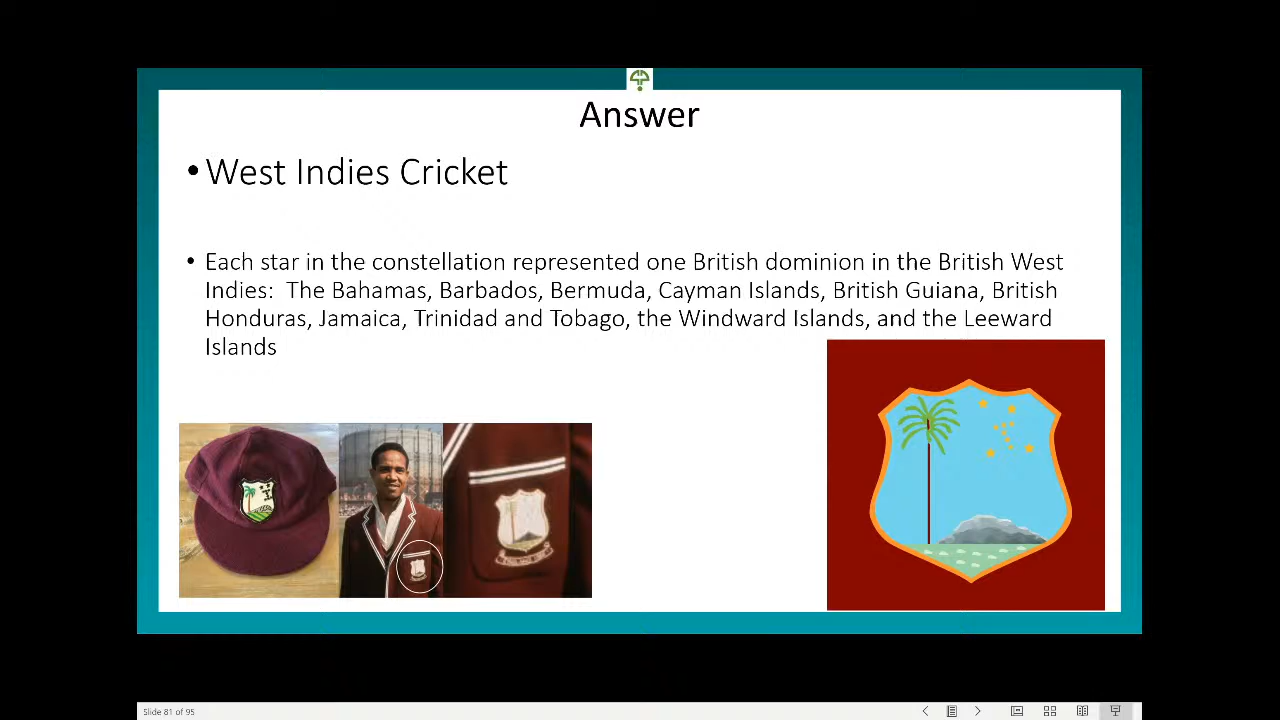 Answer
•West Indies Cricket
• Each star in the constellation represented one British dominion in the British West
Indies:  The Bahamas, Barbados, Bermuda, Cayman Islands, British Guiana, British
Honduras, Jamaica, Trinidad and Tobago, the Windward Islands, and the Leeward
Islands
Slide 81 of 95